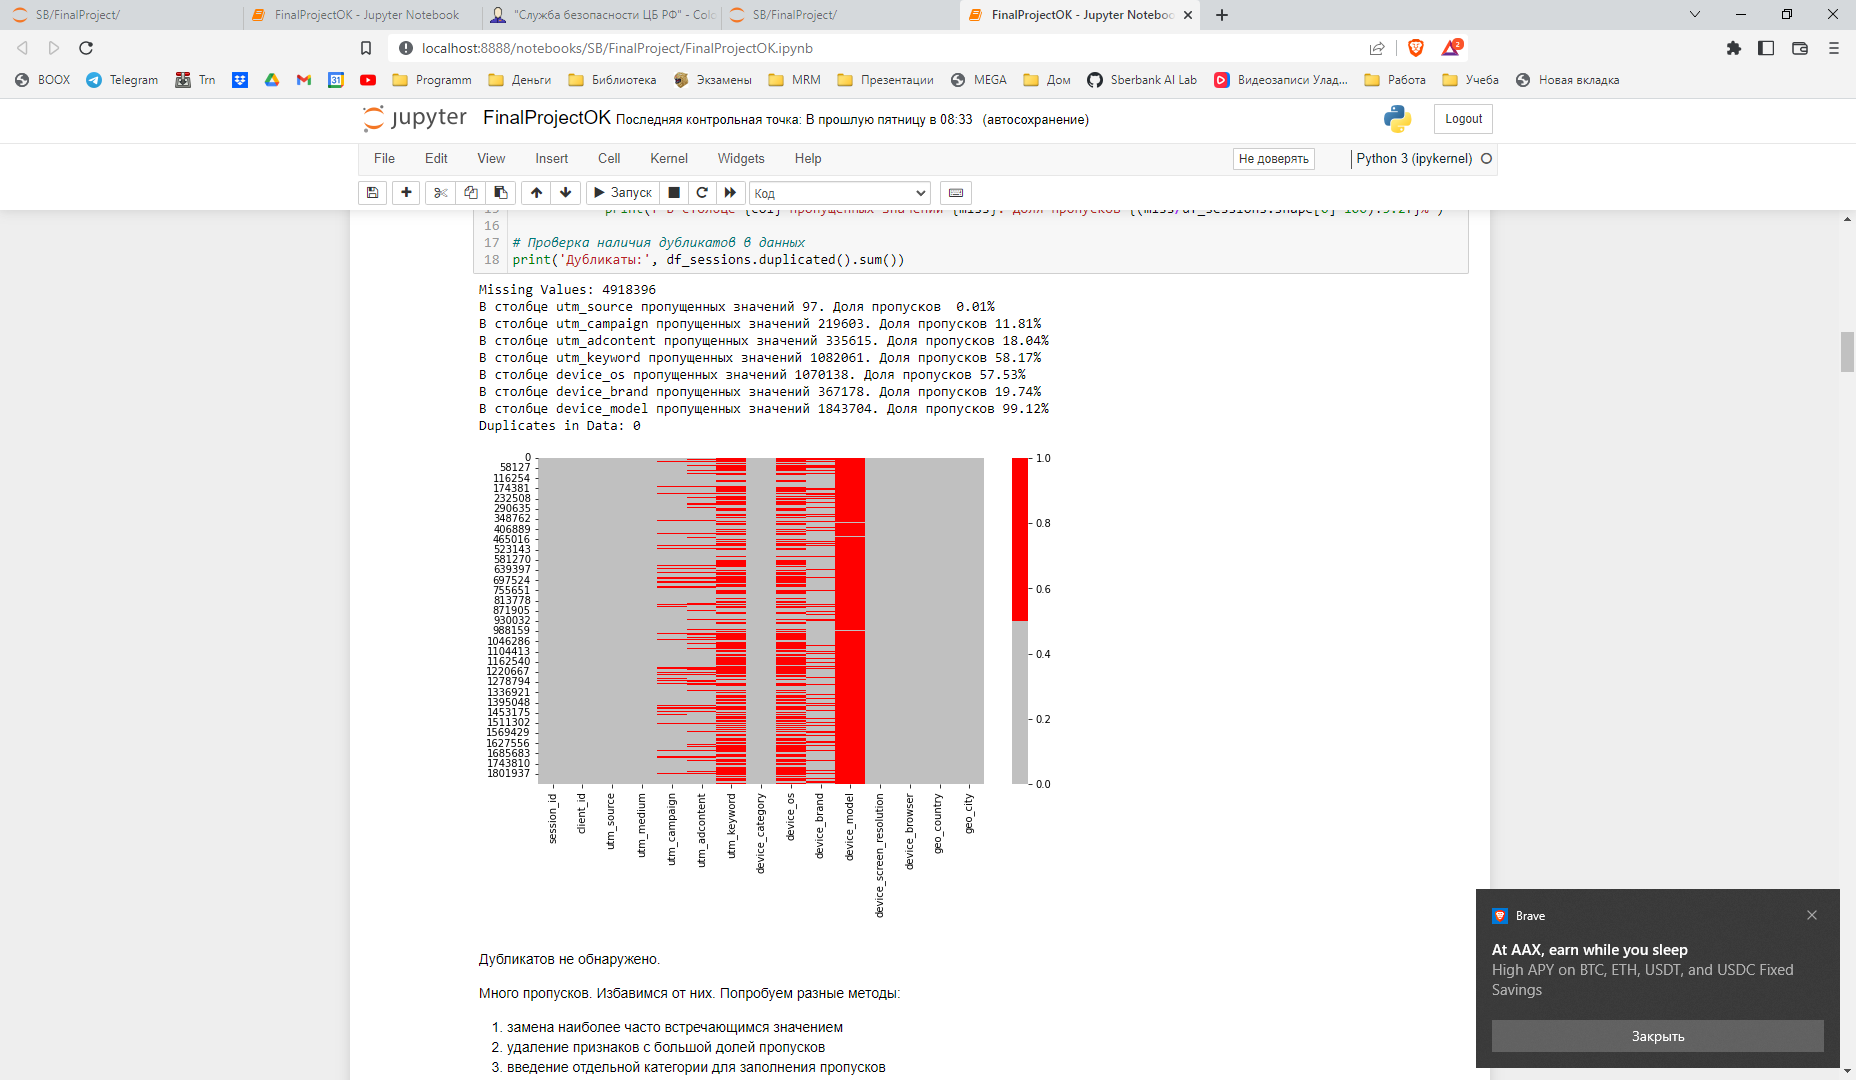 SB/FinalProject/
FinalProjectOK - Jupyter Notebook
"Служба безопасности ЦБ РФ" - Colo
SB/FinalProject/
FinalProjectOK - Jupyter Noteboo
localhost:8888/notebooks/SB/FinalProject/FinalProjectOK.ipynb
2
BOOX
Telegram
Trn
31
Programm
Деньги
Библиотека
Экзамены
MRM
Презентации
MEGA
Дом
Sberbank AI Lab
Видеозаписи Улад...
Работа
Учеба
Новая вкладка
jupyter
FinalProjectOK Последняя контрольная точка: В прошлую пятницу в 08:33 (автосохранение)
Logout
File Edit View Insert Cell Kernel Widgets Help
Не доверять
Python 3 (ipykernel)
Запуск
Код
16
17 # Проверка наличия дубликатов в данных
18 print('Дубликаты:', df_sessions.duplicated().sum())
Missing Values: 4918396
В столбце utm_source пропущенных значений 97. Доля пропусков  0.01%
В столбце utm_campaign пропущенных значений 219603. Доля пропусков 11.81%
В столбце utm_adcontent пропущенных значений 335615. Доля пропусков 18.04%
В столбце utm_keyword пропущенных значений 1082061. Доля пропусков 58.17%
В столбце device_os пропущенных значений 1070138. Доля пропусков 57.53%
В столбце device_brand пропущенных значений 367178. Доля пропусков 19.74%
В столбце device_model пропущенных значений 1843704. Доля пропусков 99.12%
Duplicates in Data: 0
0
58127
116254
174381
232508
290635
348762
406889
465016
523143
581270
639397
697524
755651
813778
871905
930032
988159
1046286
1104413
1162540
1220667
1278794
1336921
1395048
1453175
1511302
1569429
1627556
1685683
1743810
1801937
session_id
client_id
utm_source
utm_medium
utm_campaign
utm_adcontent
utm_keyword
device_category
device_os
device_brand
device_model
device_screen_resolution
device_browser
geo_country
geo_city
1.0
0.8
0.6
0.4
0.2
0.0
Дубликатов не обнаружено.
Много пропусков. Избавимся от них. Попробуем разные методы:
1. замена наиболее часто встречающимся значением
2. удаление признаков с большой долей пропусков
3. введение отдельной категории для заполнения пропусков
Brave
At AAX, earn while you sleep
High APY on BTC, ETH, USDT, and USDC Fixed
Savings
Закрыть